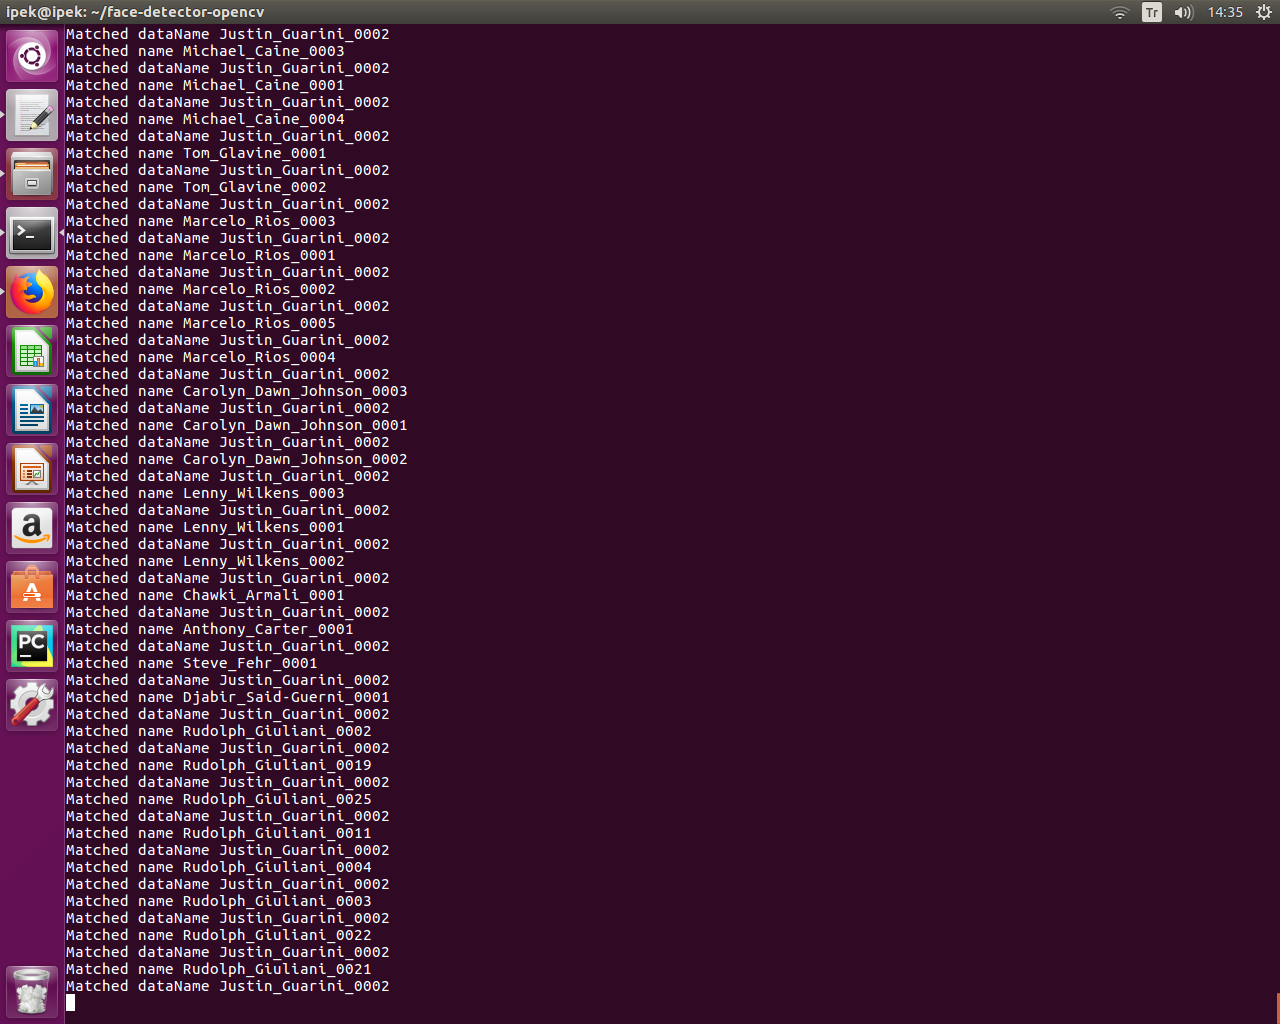 ipek@ipek: ~/face-detector-opencv
Tr
14:35
Matched dataName Justin_Guarini_0002
Matched name Michael_Caine_0003
Matched dataName Justin_Guarini_0002
Matched name Michael_Caine_0001
Matched dataName Justin_Guarini_0002
Matched name Michael_Caine_0004
Matched dataName Justin_Guarini_0002
Matched name Tom_Glavine_0001
Matched dataName Justin_Guarini_0002
Matched name Tom_Glavine_0002
Matched dataName Justin_Guarini_0002
Matched name Marcelo_Rios_0003
Matched dataName Justin_Guarini_0002
Matched name Marcelo_Rios_0001
Matched dataName Justin_Guarini_0002
Matched name Marcelo_Rios_0002
Matched dataName Justin_Guarini_0002
Matched name Marcelo_Rios_0005
Matched dataName Justin_Guarini_0002
Matched name Marcelo_Rios_0004
Matched dataName Justin_Guarini_0002
Matched name Carolyn_Dawn_Johnson_0003
Matched dataName Justin_Guarini_0002
Matched name Carolyn_Dawn_Johnson_0001
Matched dataName Justin_Guarini_0002
Matched name Carolyn_Dawn_Johnson_0002
Matched dataName Justin_Guarini_0002
Matched name Lenny_Wilkens_0003
Matched dataName Justin_Guarini_0002
Matched name Lenny_Wilkens_0001
Matched dataName Justin_Guarini_0002
Matched name Lenny_Wilkens_0002
Matched dataName Justin_Guarini_0002
Matched name Chawki_Armali_0001
Matched dataName Justin_Guarini_0002
Matched name Anthony_Carter_0001
Matched dataName Justin_Guarini_0002
Matched name Steve_Fehr_0001
Matched dataName Justin_Guarini_0002
Matched name Djabir_Said-Guerni_0001
Matched dataName Justin_Guarini_0002
Matched name Rudolph_Giuliani_0002
Matched dataName Justin_Guarini_0002
Matched name Rudolph_Giuliani_0019
Matched dataName Justin_Guarini_0002
Matched name Rudolph_Giuliani_0025
Matched dataName Justin_Guarini_0002
Matched name Rudolph_Giuliani_0011
Matched dataName Justin_Guarini_0002
Matched name Rudolph_Giuliani_0004
Matched dataName Justin_Guarini_0002
Matched name Rudolph_Giuliani_0003
Matched dataName Justin_Guarini_0002
Matched name Rudolph_Giuliani_0022
Matched dataName Justin_Guarini_0002
Matched name Rudolph_Giuliani_0021
Matched dataName Justin_Guarini_0002
a
A
PC